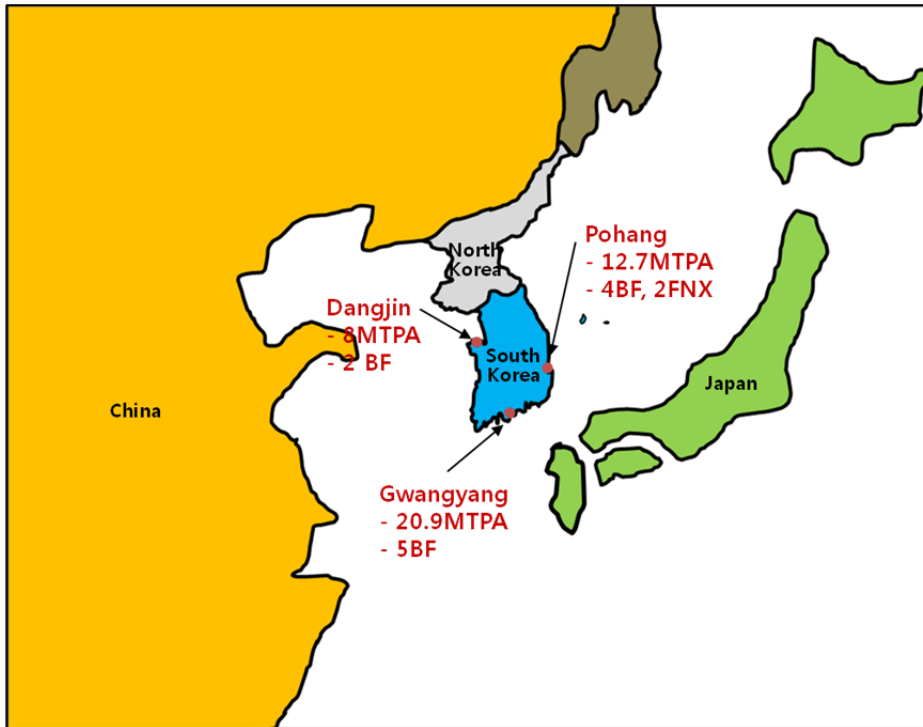 North
Korea
Pohang
- 12.7MTPA
- 4BF, 2FNX
Dangjin
- 8MTPA
- 2 BF
South
Korea
Japan
China
Gwangyang
- 20.9MTPA
- 5BF